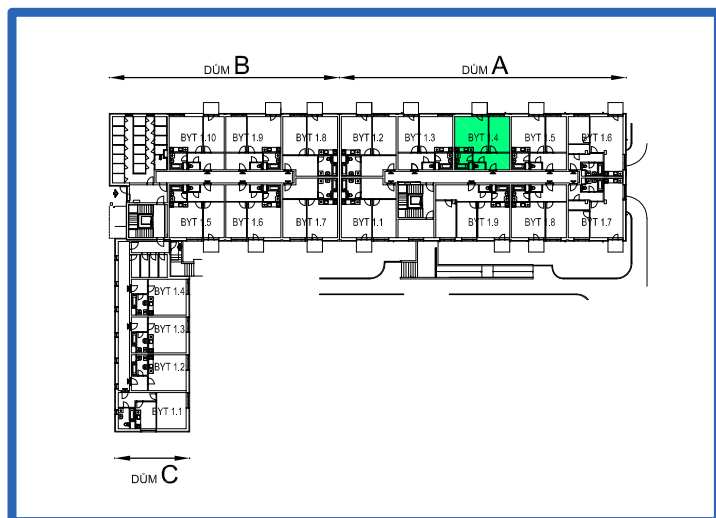 DŮM B
DŮM A
BYT 1.10
BYT 1.9
BYT 1.8
BYT 1.2
BYT 1.3
BYT 1.4
BYT 1.5
BYT 1.6
BYT 1.5
BYT 1.6
BYT 1.7
BYT 1.1
BYT 1.9
BYT 1.8
BYT 1.7
BYT 1.4
BYT 1.3
BYT 1.2
BYT 1.1
DŮM C